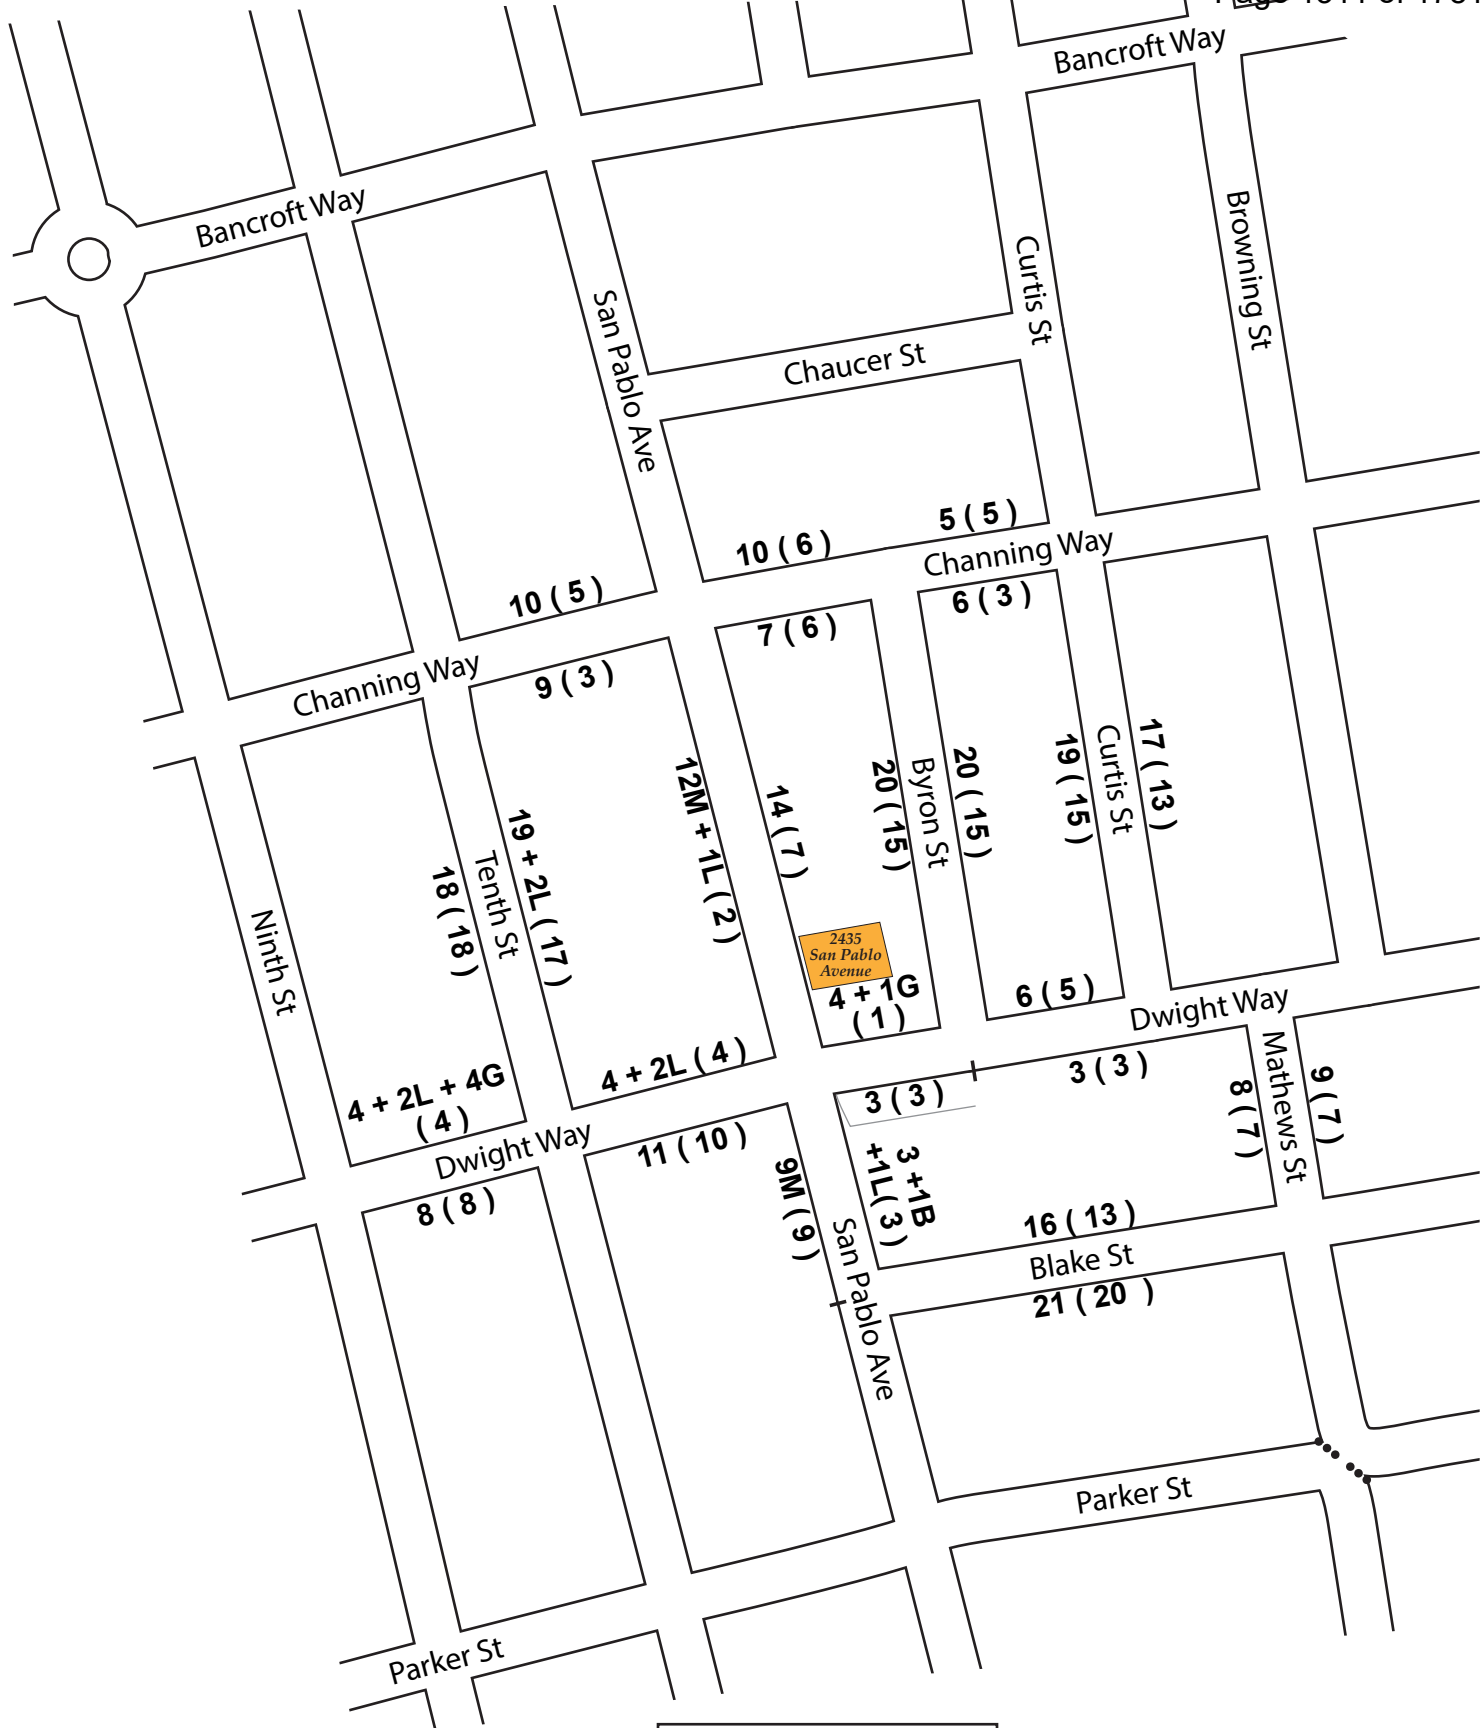 Bancroft Way
Bancroft Way
San Pablo Ave
Curtis St
Browning St
Chaucer St
5 ( 5 )
10 ( 6 )
Channing Way
10 ( 5 )
6 ( 3 )
7 ( 6 )
Channing Way
9 ( 3 )
12M + 1L ( 2 )
14 ( 7 )
20 ( 15 )
Byron St
20 ( 15 )
19 ( 15 )
Curtis St
17 ( 13 )
19 + 2L ( 17 )
Tenth St
18 ( 18 )
Ninth St
2435
San Pablo
Avenue
4 + 1G
( 1 )
6 ( 5 )
Dwight Way
4 + 2L ( 4 )
4 + 2L + 4G
( 4 )
3 ( 3 )
3 ( 3 )
8 ( 7 )
Mathews St
9 ( 7 )
Dwight Way
11 ( 10 )
9M ( 9 )
3 +1B
+1L( 3 )
8 ( 8 )
16 ( 13 )
San Pablo Ave
Blake St
21 ( 20 )
Parker St
Parker St